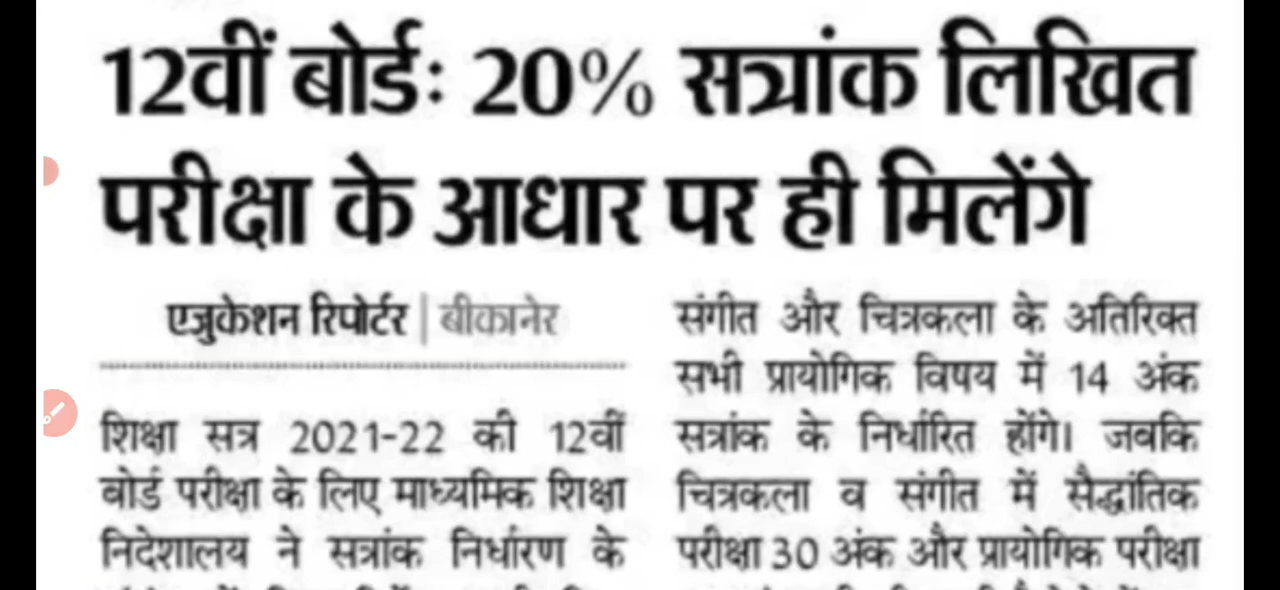 12वीं बोर्डः 20% सत्रांक लिखित
परीक्षा के आधार पर ही मिलेंगे
एजुकेशन रिपोर्टर | बीकानेर
शिक्षा सत्र 2021-22 की 12वीं
बोर्ड परीक्षा के लिए माध्यमिक शिक्षा
निदेशालय ने सत्रांक निर्धारण के
संगीत और चित्रकला के अतिरिक्त
सभी प्रायोगिक विषय में 14 अंक
सत्रांक के निर्धारित होंगे। जबकि
चित्रकला व संगीत में सैद्धांतिक
परीक्षा 30 अंक और प्रायोगिक परीक्षा